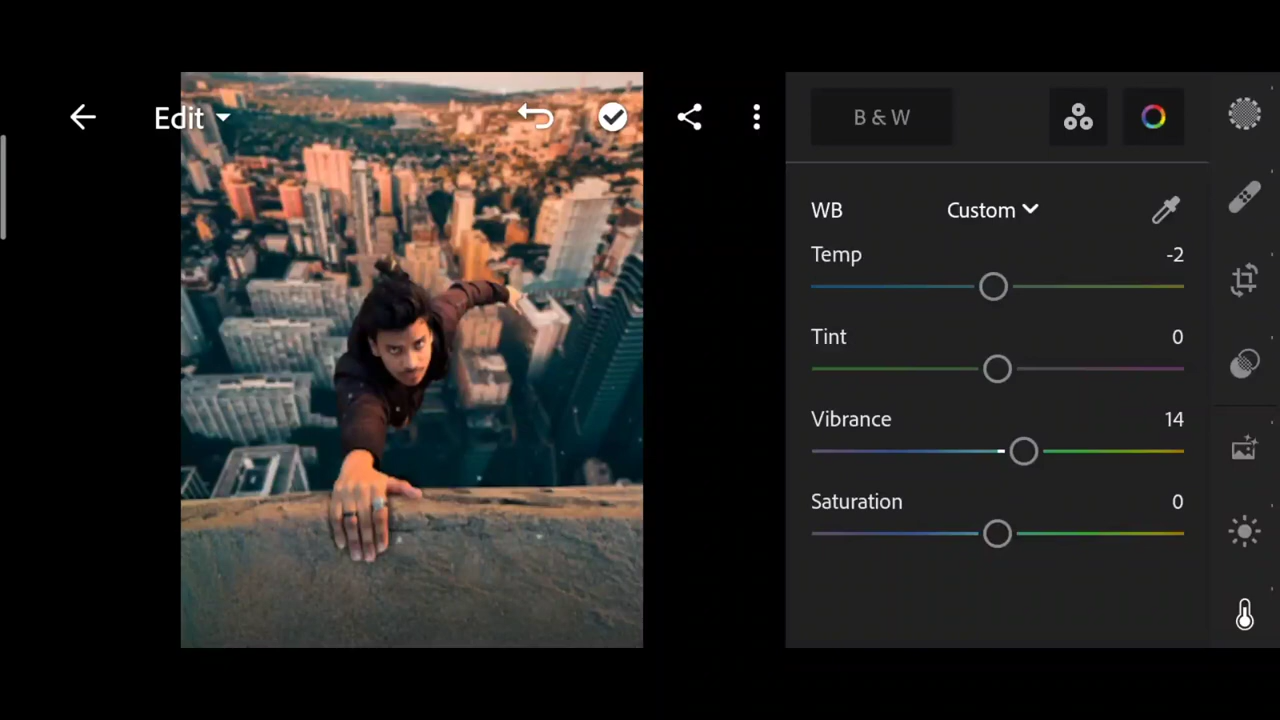 Edit
B & W
WB Custom
Temp -2
Tint 0
Vibrance 14
Saturation 0